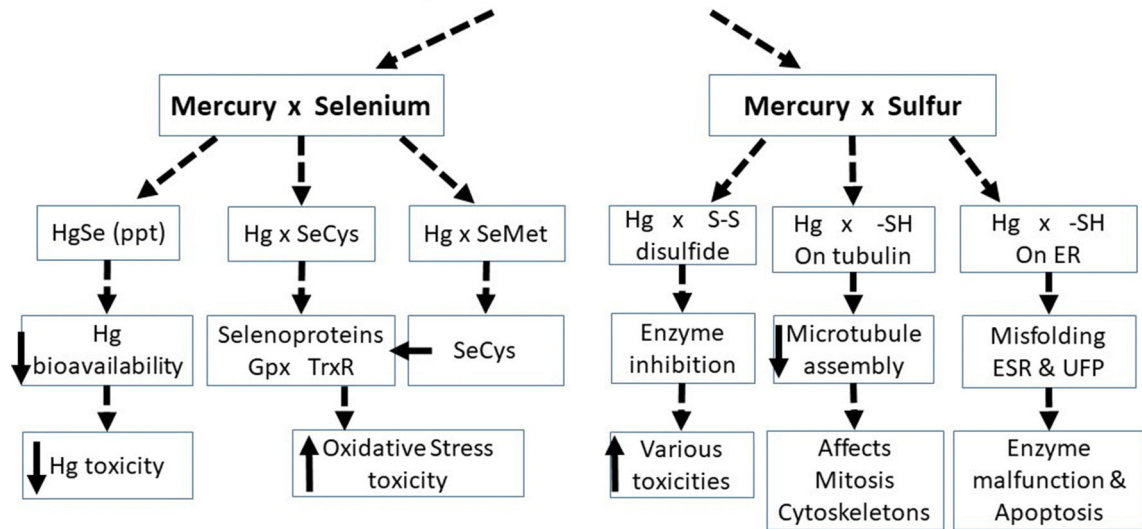 Mercury x Selenium
Mercury x Sulfur
HgSe (ppt)
Hg x SeCys
Hg x SeMet
Hg x S-S
disulfide
Hg x -SH
On tubulin
Hg x -SH
On ER
Hg
bioavailability
Selenoproteins
Gpx TrxR
SeCys
Enzyme
inhibition
Microtubule
assembly
Misfolding
ESR & UFP
Hg toxicity
Oxidative Stress
toxicity
Various
toxicities
Affects
Mitosis
Cytoskeletons
Enzyme
malfunction &
Apoptosis